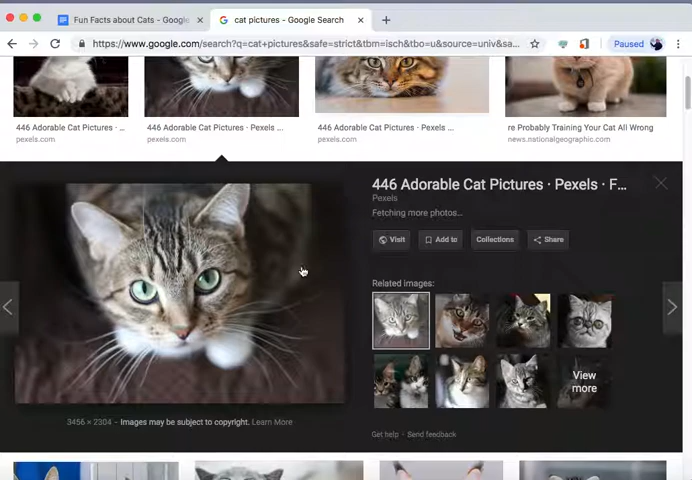 Fun Facts about Cats - Google
cat pictures - Google Search
https://www.google.com/search?q=cat+pictures&safe=strict&tbm=isch&tbo=u&source=univ&sa...
Paused
446 Adorable Cat Pictures · ...
446 Adorable Cat Pictures · Pexels ...
446 Adorable Cat Pictures · Pexels ...
re Probably Training Your Cat All Wrong
pexels.com
pexels.com
pexels.com
news.nationalgeographic.com
446 Adorable Cat Pictures · Pexels · F...
Pexels
Fetching more photos...
Visit
Add to
Collections
Share
Related images:
View
more
3456 × 2304 - Images may be subject to copyright. Learn More
Get help - Send feedback